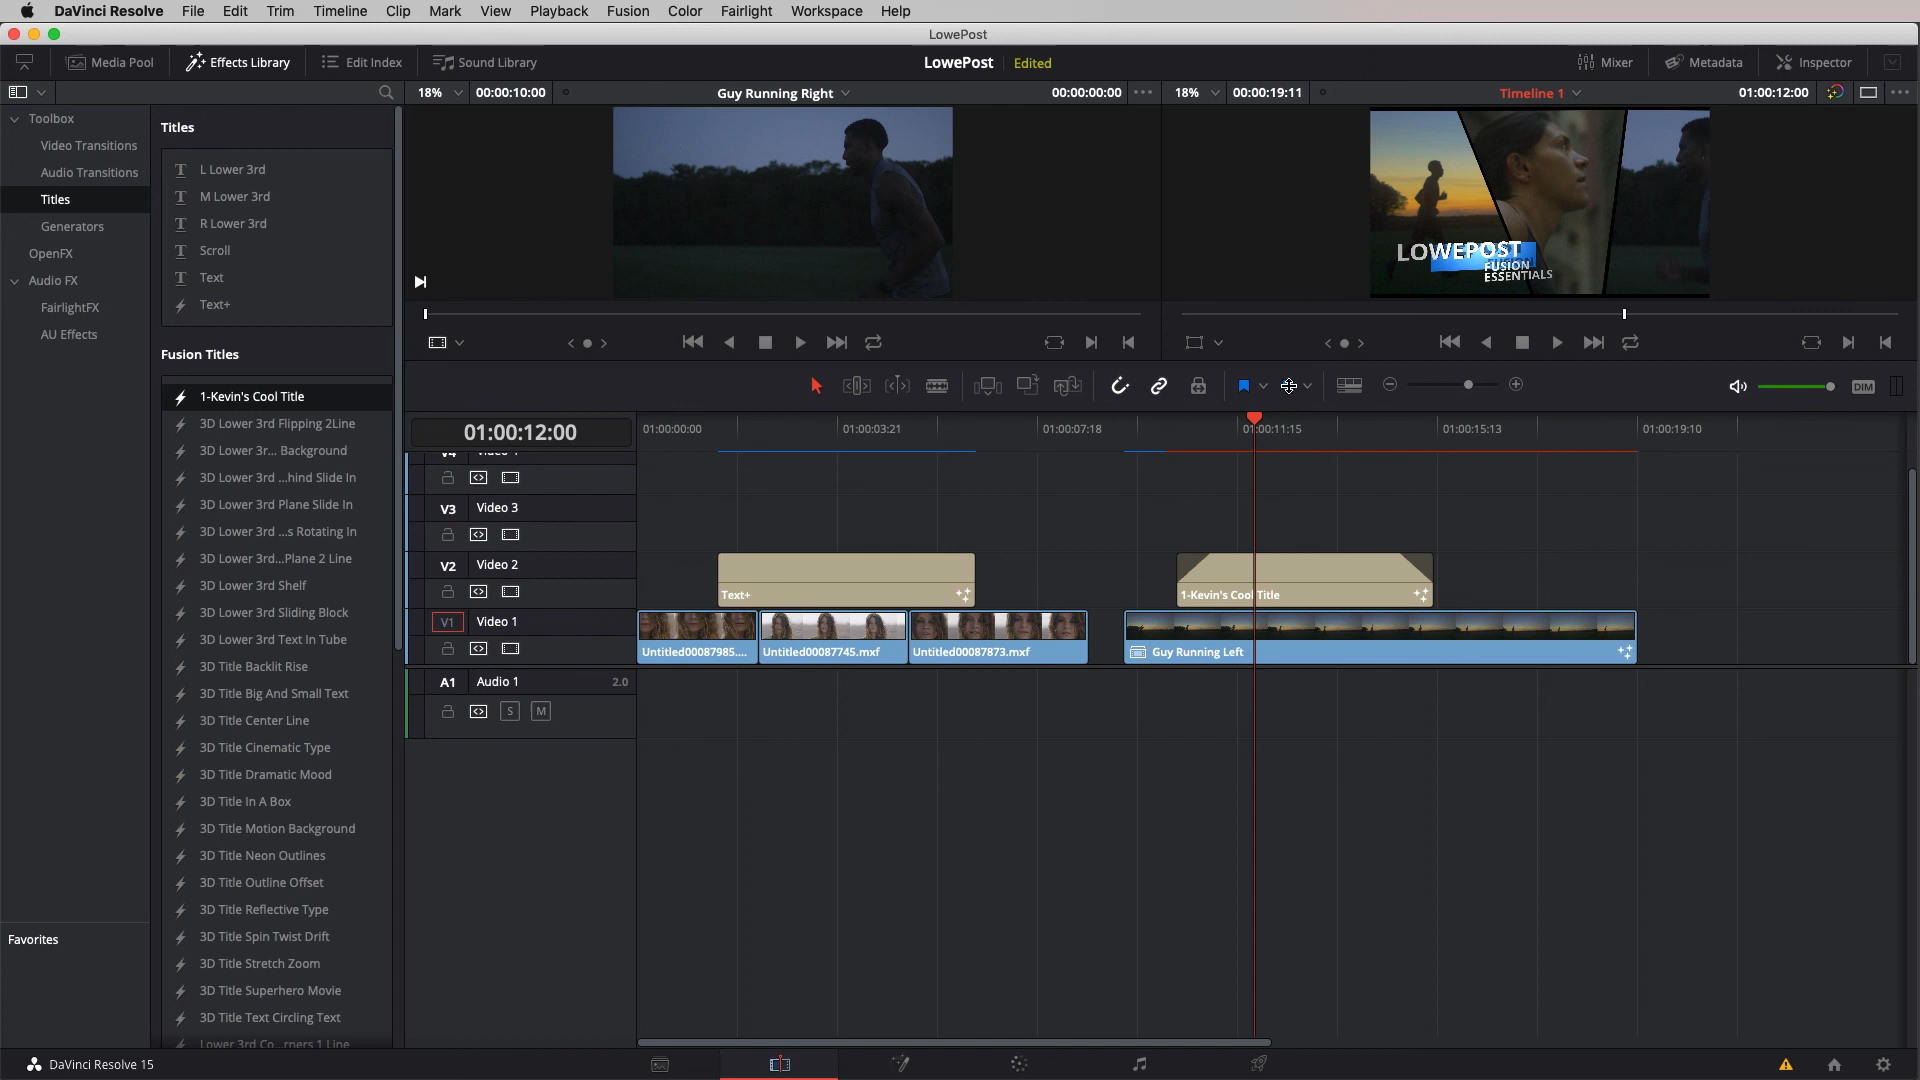 DaVinci Resolve File Edit Trim Timeline Clip Mark View Playback Fusion Color Fairlight Workspace Help
LowePost
Media Pool Effects Library Edit Index Sound Library LowePost Edited Mixer Metadata Inspector
18% 00:00:10:00 Guy Running Right 00:00:00:00 18% 00:00:19:11 Timeline 1 01:00:12:00
Toolbox
Video Transitions
Audio Transitions
Titles
Generators
OpenFX
Audio FX
FairlightFX
AU Effects
Favorites
Titles
L Lower 3rd
M Lower 3rd
R Lower 3rd
Scroll
Text
Text+
Fusion Titles
1-Kevin's Cool Title
3D Lower 3rd Flipping 2Line
3D Lower 3r... Background
3D Lower 3rd ...hind Slide In
3D Lower 3rd Plane Slide In
3D Lower 3rd ...s Rotating In
3D Lower 3rd...Plane 2 Line
3D Lower 3rd Shelf
3D Lower 3rd Sliding Block
3D Lower 3rd Text In Tube
3D Title Backlit Rise
3D Title Big And Small Text
3D Title Center Line
3D Title Cinematic Type
3D Title Dramatic Mood
3D Title In A Box
3D Title Motion Background
3D Title Neon Outlines
3D Title Outline Offset
3D Title Reflective Type
3D Title Spin Twist Drift
3D Title Stretch Zoom
3D Title Superhero Movie
3D Title Text Circling Text
Lower 3rd Co...rners 1 Line
LOWEPOST
FUSION
ESSENTIALS
DIM
01:00:12:00 01:00:00:00 01:00:03:21 01:00:07:18 01:00:11:15 01:00:15:13 01:00:19:10
V3 Video 3
V2 Video 2
Text+ 1-Kevin's Cool Title
V1 Video 1
Untitled00087985.... Untitled00087745.mxf Untitled00087873.mxf Guy Running Left
A1 Audio 1 2.0
S M
DaVinci Resolve 15